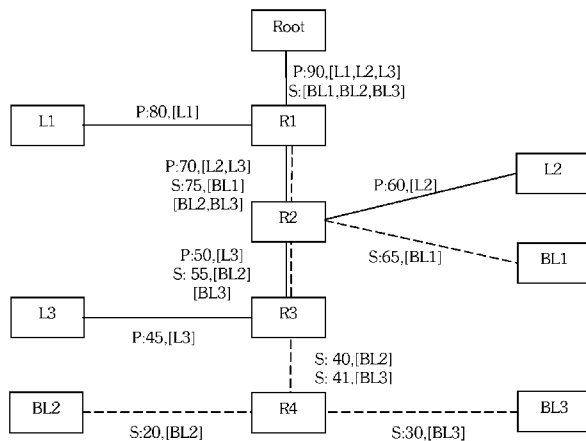 Root
P:90,[L1,L2,L3]
S:[BL1,BL2,BL3]
L1
P:80,[L1]
R1
P:70,[L2,L3]
S:75,[BL1]
[BL2,BL3]
P:60,[L2]
L2
R2
S:65,[BL1]
BL1
P:50,[L3]
S: 55,[BL2]
[BL3]
L3
P:45,[L3]
R3
S: 40,[BL2]
S: 41,[BL3]
BL2
S:20,[BL2]
R4
S:30,[BL3]
BL3